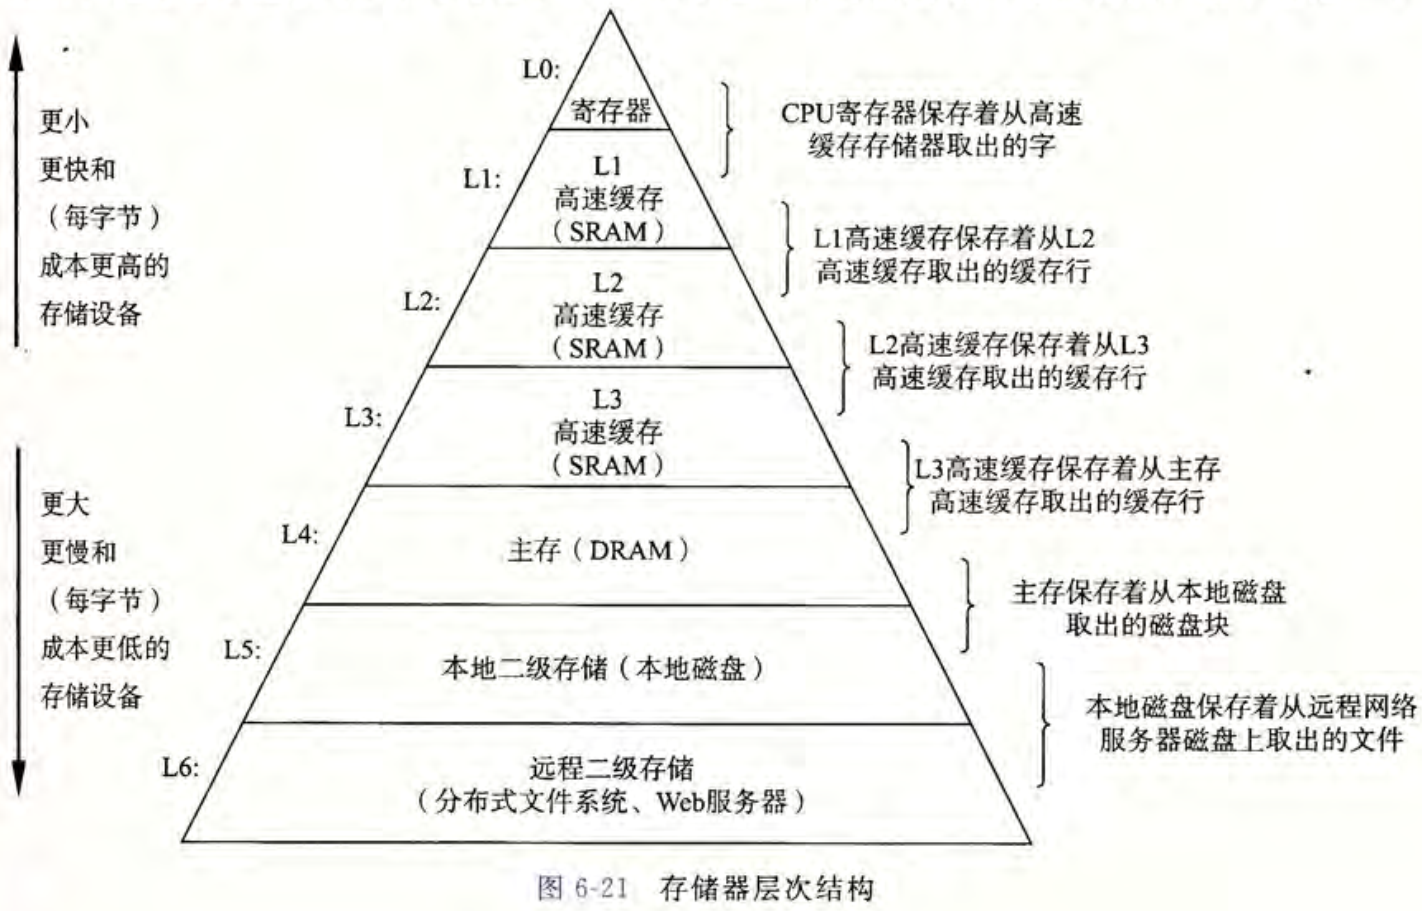 更小
更快和
（每字节）
成本更高的
存储设备
更大
更慢和
（每字节）
成本更低的
存储设备
L0:
寄存器
CPU寄存器保存着从高速
缓存存储器取出的字
L1:
L1
高速缓存
（SRAM）
L1高速缓存保存着从L2
高速缓存取出的缓存行
L2:
L2
高速缓存
（SRAM）
L2高速缓存保存着从L3
高速缓存取出的缓存行
L3:
L3
高速缓存
（SRAM）
L3高速缓存保存着从主存
高速缓存取出的缓存行
L4:
主存（DRAM）
主存保存着从本地磁盘
取出的磁盘块
L5:
本地二级存储（本地磁盘）
本地磁盘保存着从远程网络
服务器磁盘上取出的文件
L6:
远程二级存储
（分布式文件系统、Web服务器）
图 6-21 存储器层次结构